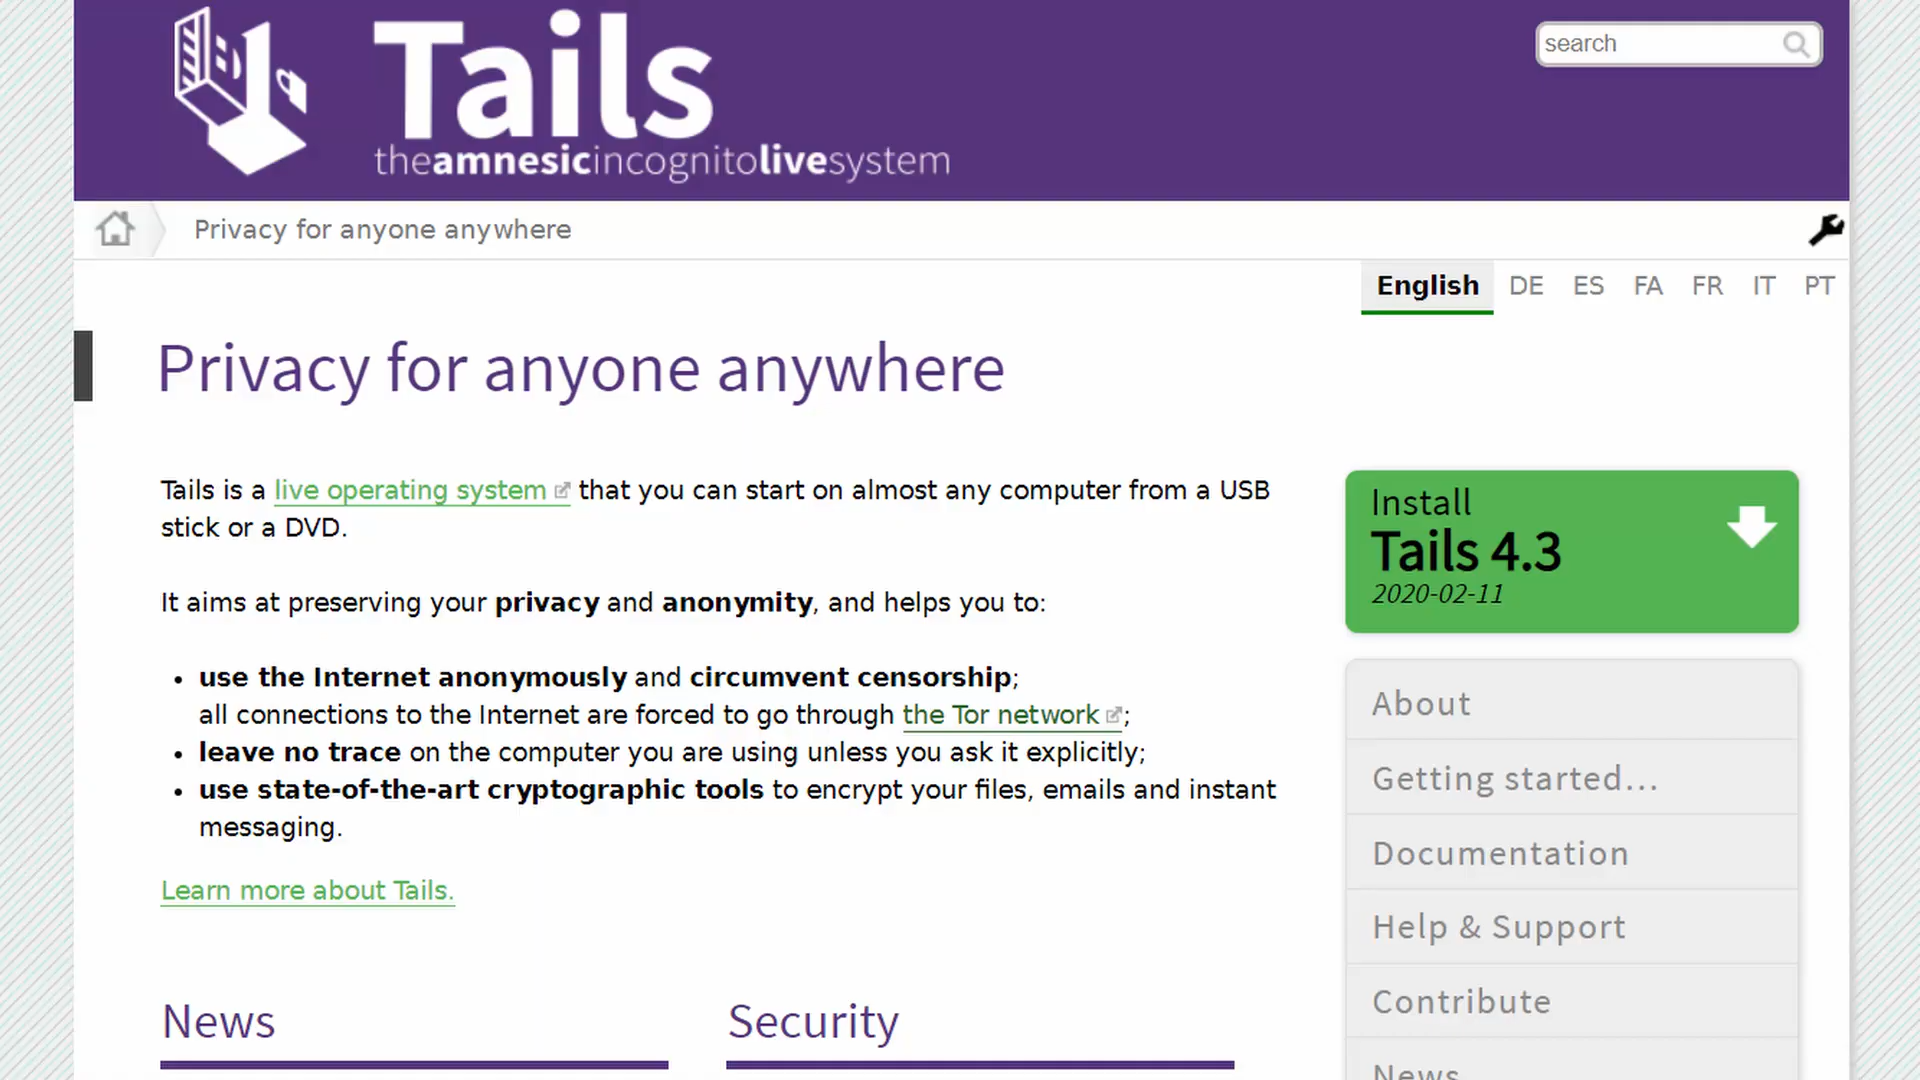 Tails
theamnesicincognitolivesystem
search
Privacy for anyone anywhere
English DE ES FA FR IT PT
Privacy for anyone anywhere
Tails is a live operating system that you can start on almost any computer from a USB
stick or a DVD.
It aims at preserving your privacy and anonymity, and helps you to:
• use the Internet anonymously and circumvent censorship;
all connections to the Internet are forced to go through the Tor network;
• leave no trace on the computer you are using unless you ask it explicitly;
• use state-of-the-art cryptographic tools to encrypt your files, emails and instant
messaging.
Learn more about Tails.
News
Security
Install
Tails 4.3
2020-02-11
About
Getting started...
Documentation
Help & Support
Contribute
News